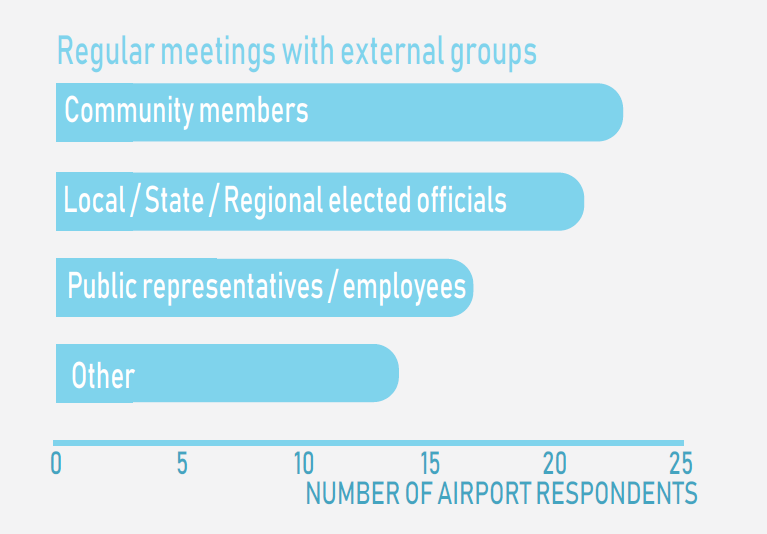 Regular meetings with external groups
Community members
Local / State / Regional elected officials
Public representatives / employees
Other
0 5 10 15 20 25
NUMBER OF AIRPORT RESPONDENTS